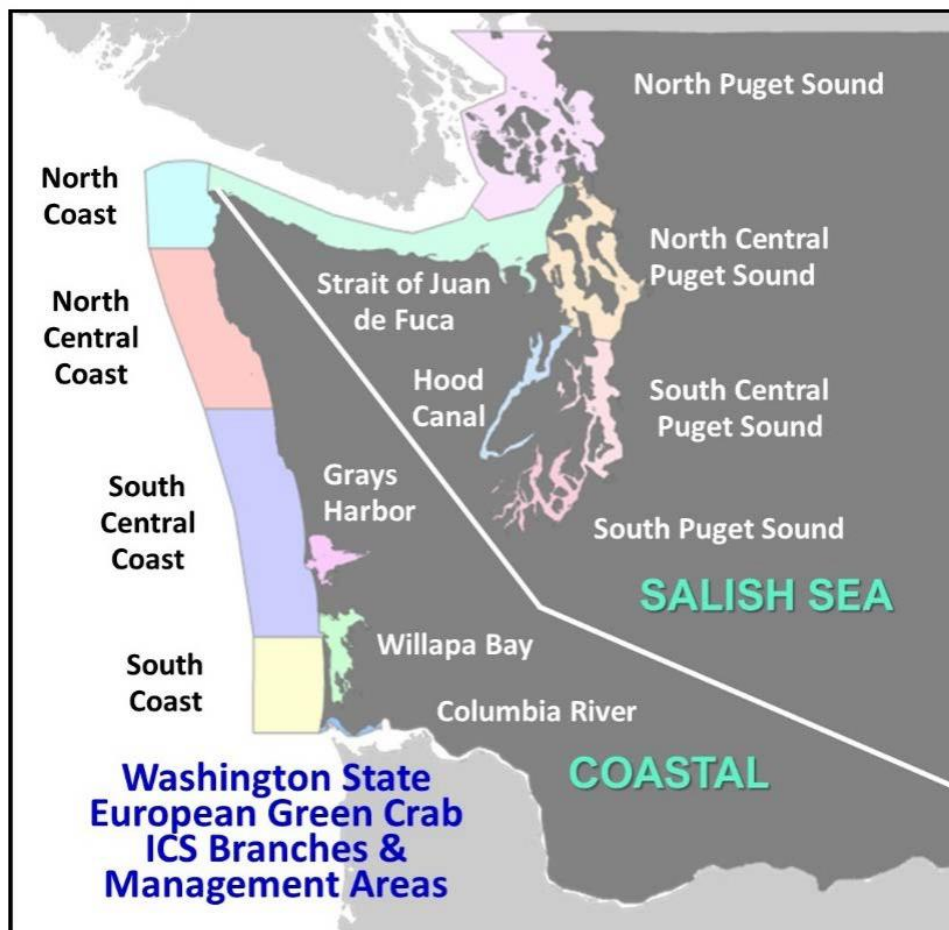 North Puget Sound
North
Coast
North Central
Puget Sound
Strait of Juan
de Fuca
North
Central
Coast
Hood
Canal
South Central
Puget Sound
Grays
Harbor
South
Central
Coast
South Puget Sound
SALISH SEA
Willapa Bay
South
Coast
Columbia River
COASTAL
Washington State
European Green Crab
ICS Branches &
Management Areas